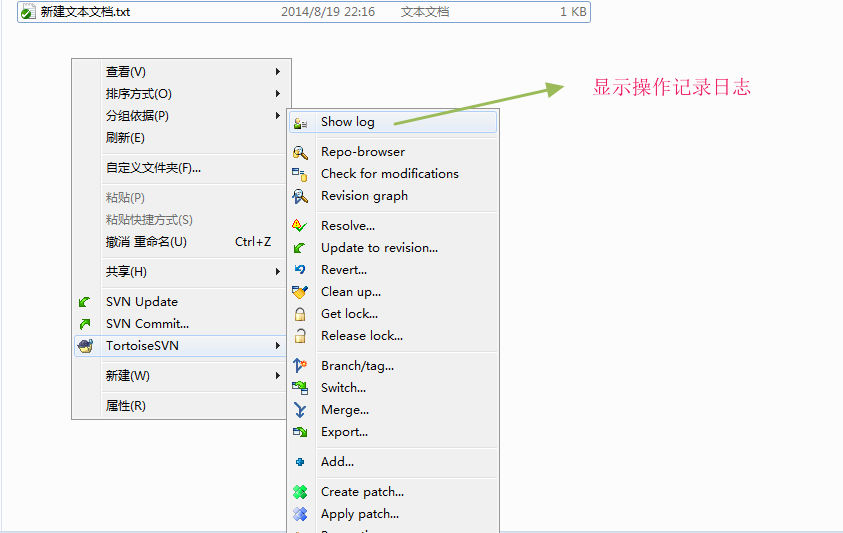 新建文本文档.txt 2014/8/19 22:16 文本文档 1 KB
查看(V)
排序方式(O)
分组依据(P)
刷新(E)
自定义文件夹(F)...
粘贴(P)
粘贴快捷方式(S)
撤消 重命名(U) Ctrl+Z
共享(H)
SVN Update
SVN Commit...
TortoiseSVN
新建(W)
属性(R)
Show log
Repo-browser
Check for modifications
Revision graph
Resolve...
Update to revision...
Revert...
Clean up...
Get lock...
Release lock...
Branch/tag...
Switch...
Merge...
Export...
Add...
Create patch...
Apply patch...
显示操作记录日志